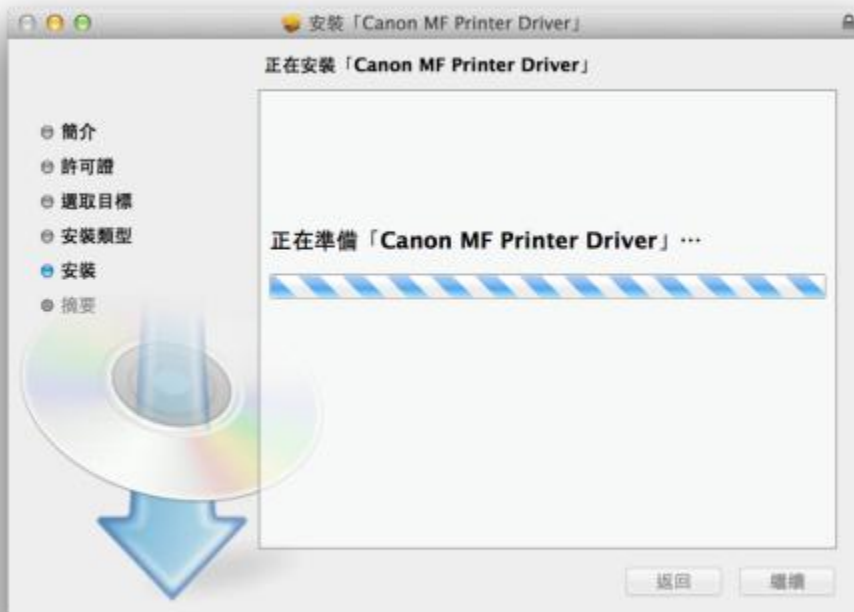 安裝「Canon MF Printer Driver」
正在安裝「Canon MF Printer Driver」
簡介
許可證
選取目標
安裝類型
安裝
摘要
正在準備「Canon MF Printer Driver」⋯
返回
繼續